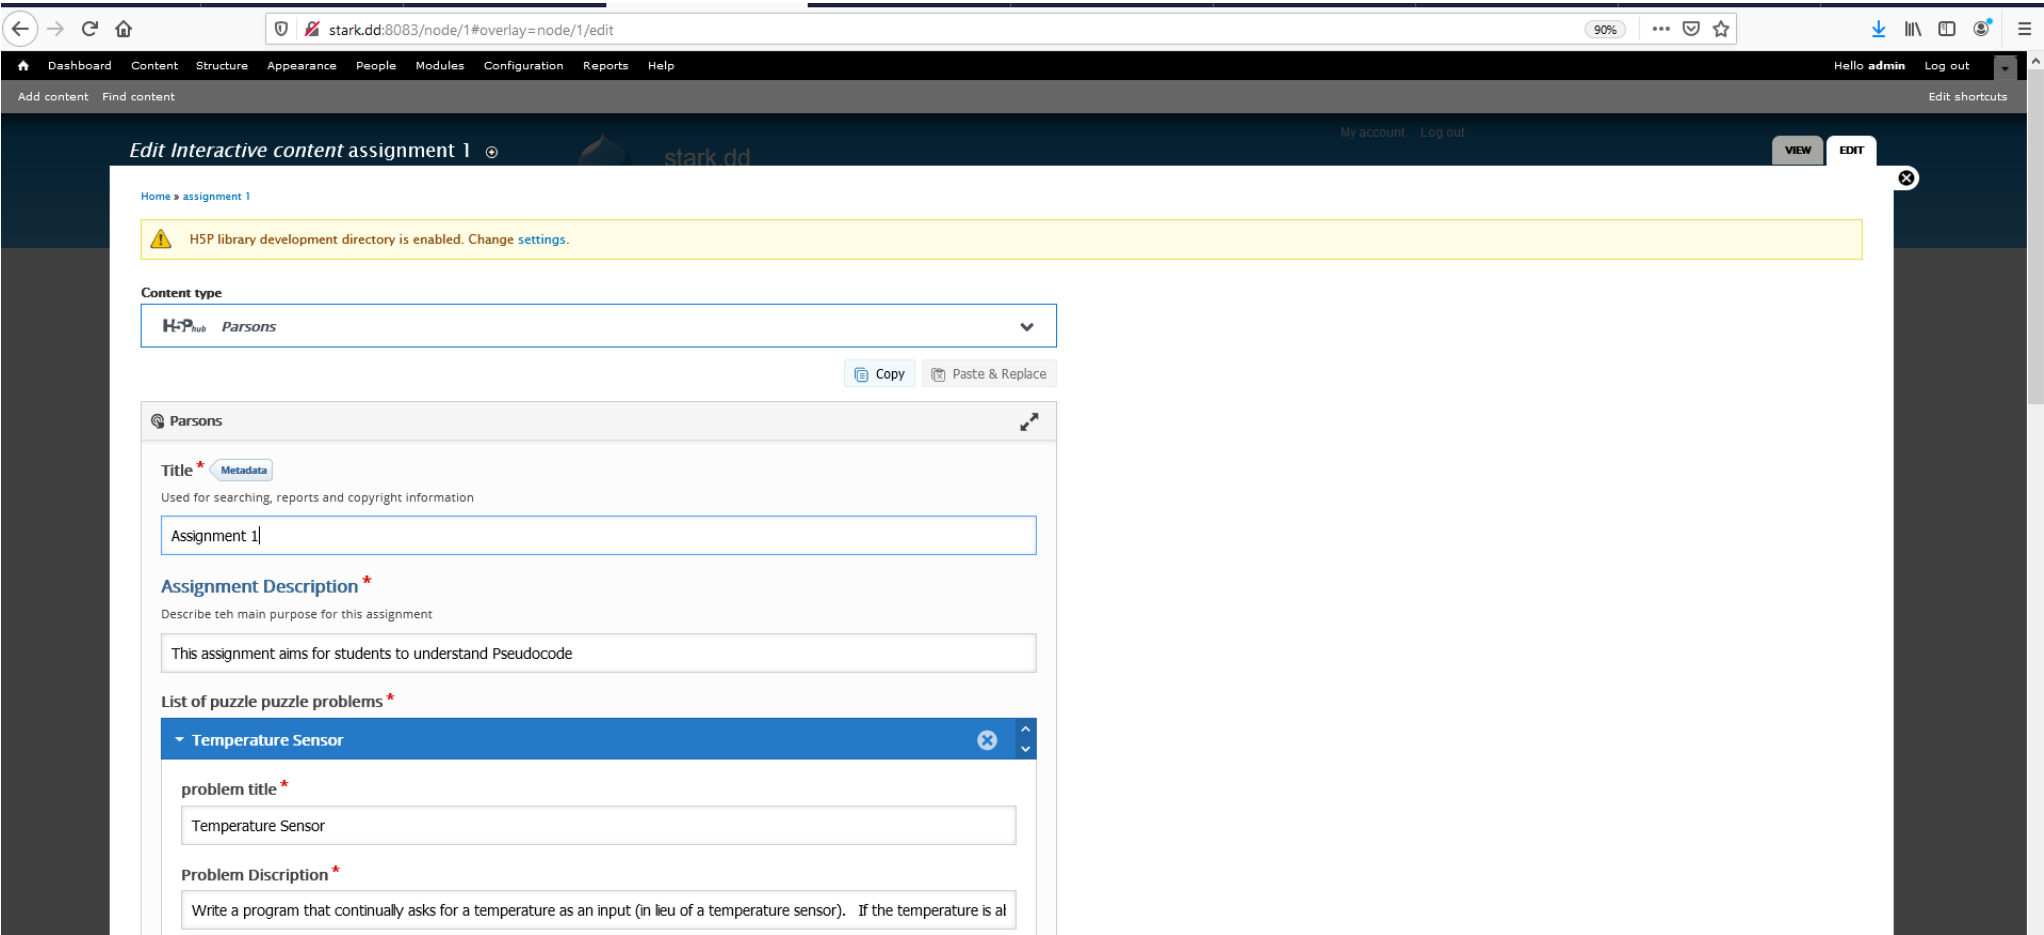 stark.dd:8083/node/1#overlay=node/1/edit 90%
Dashboard Content Structure Appearance People Modules Configuration Reports Help Hello admin Log out
Add content Find content Edit shortcuts
My account Log out
Edit Interactive content assignment 1 stark.dd VIEW EDIT
Home » assignment 1
H5P library development directory is enabled. Change settings.
Content type
H5P hub Parsons
Copy Paste & Replace
Parsons
Title * Metadata
Used for searching, reports and copyright information
Assignment 1
Assignment Description *
Describe teh main purpose for this assignment
This assignment aims for students to understand Pseudocode
List of puzzle puzzle problems *
Temperature Sensor
problem title *
Temperature Sensor
Problem Discription *
Write a program that continually asks for a temperature as an input (in lieu of a temperature sensor). If the temperature is